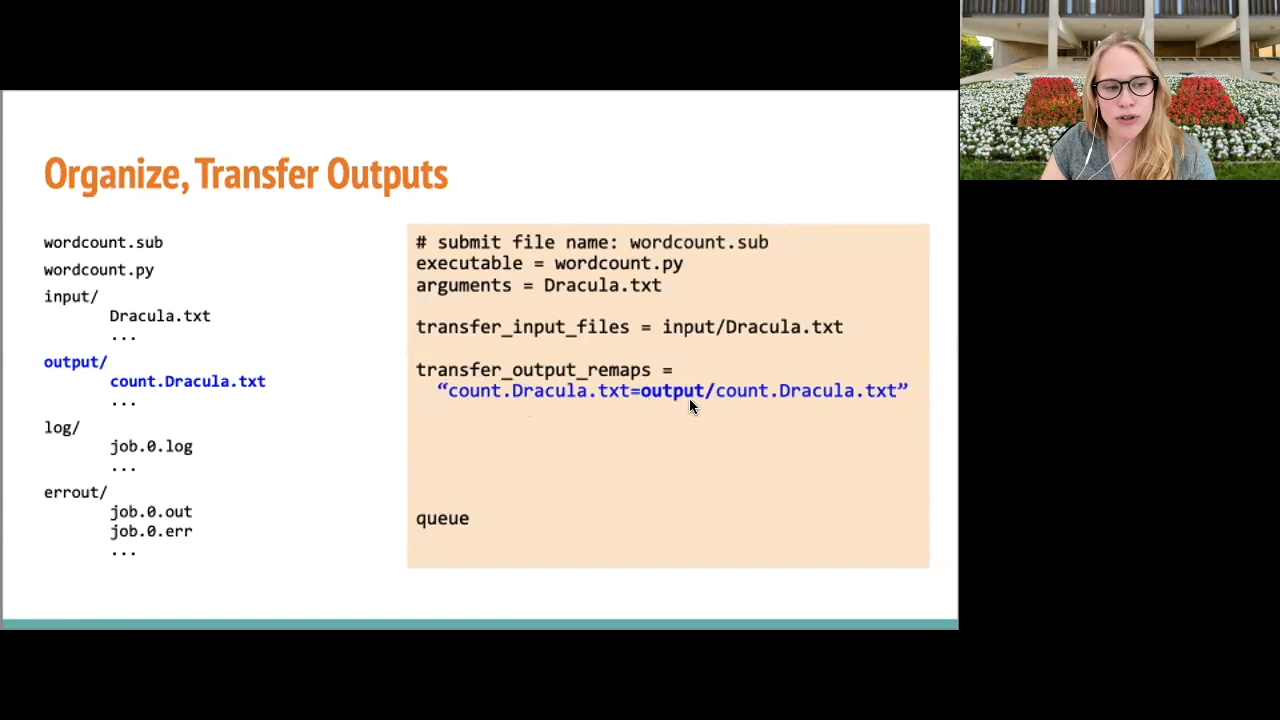 Organize, Transfer Outputs
wordcount.sub
wordcount.py
input/
Dracula.txt
...
output/
count.Dracula.txt
...
log/
job.0.log
...
errout/
job.0.out
job.0.err
...
# submit file name: wordcount.sub
executable = wordcount.py
arguments = Dracula.txt
transfer_input_files = input/Dracula.txt
transfer_output_remaps =
“count.Dracula.txt=output/count.Dracula.txt”
queue